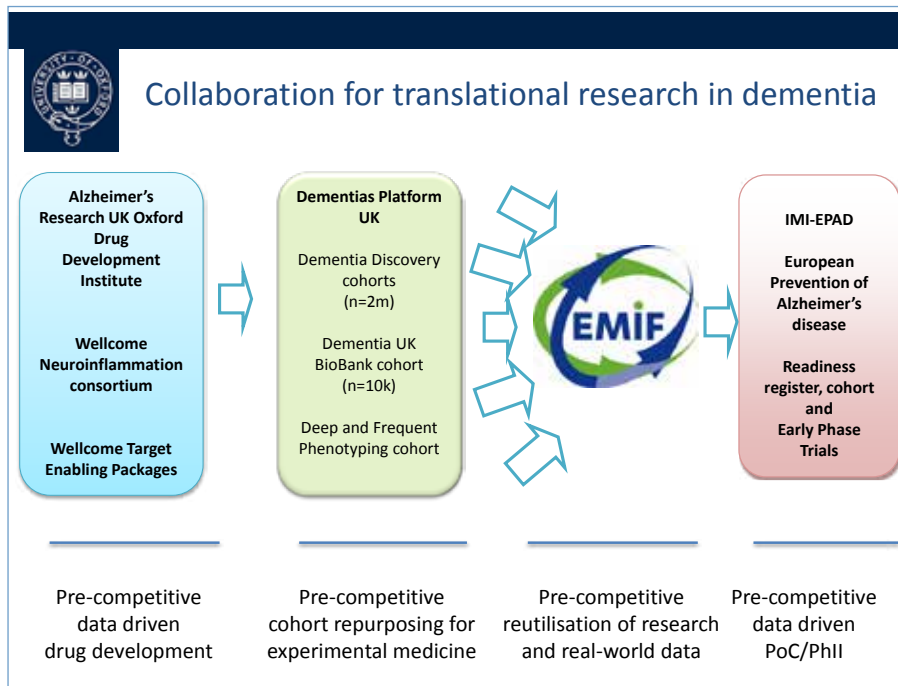 UNIVERSITY OF OXFORD
Collaboration for translational research in dementia
Alzheimer's
Research UK Oxford
Drug
Development
Institute
Wellcome
Neuroinflammation
consortium
Wellcome Target
Enabling Packages
Dementias Platform
UK
Dementia Discovery
cohorts
(n=2m)
Dementia UK
BioBank cohort
(n=10k)
Deep and Frequent
Phenotyping cohort
EMiF
IMI-EPAD
European
Prevention of
Alzheimer's
disease
Readiness
register, cohort
and
Early Phase
Trials
Pre-competitive
data driven
drug development
Pre-competitive
cohort repurposing for
experimental medicine
Pre-competitive
reutilisation of research
and real-world data
Pre-competitive
data driven
PoC/PhII